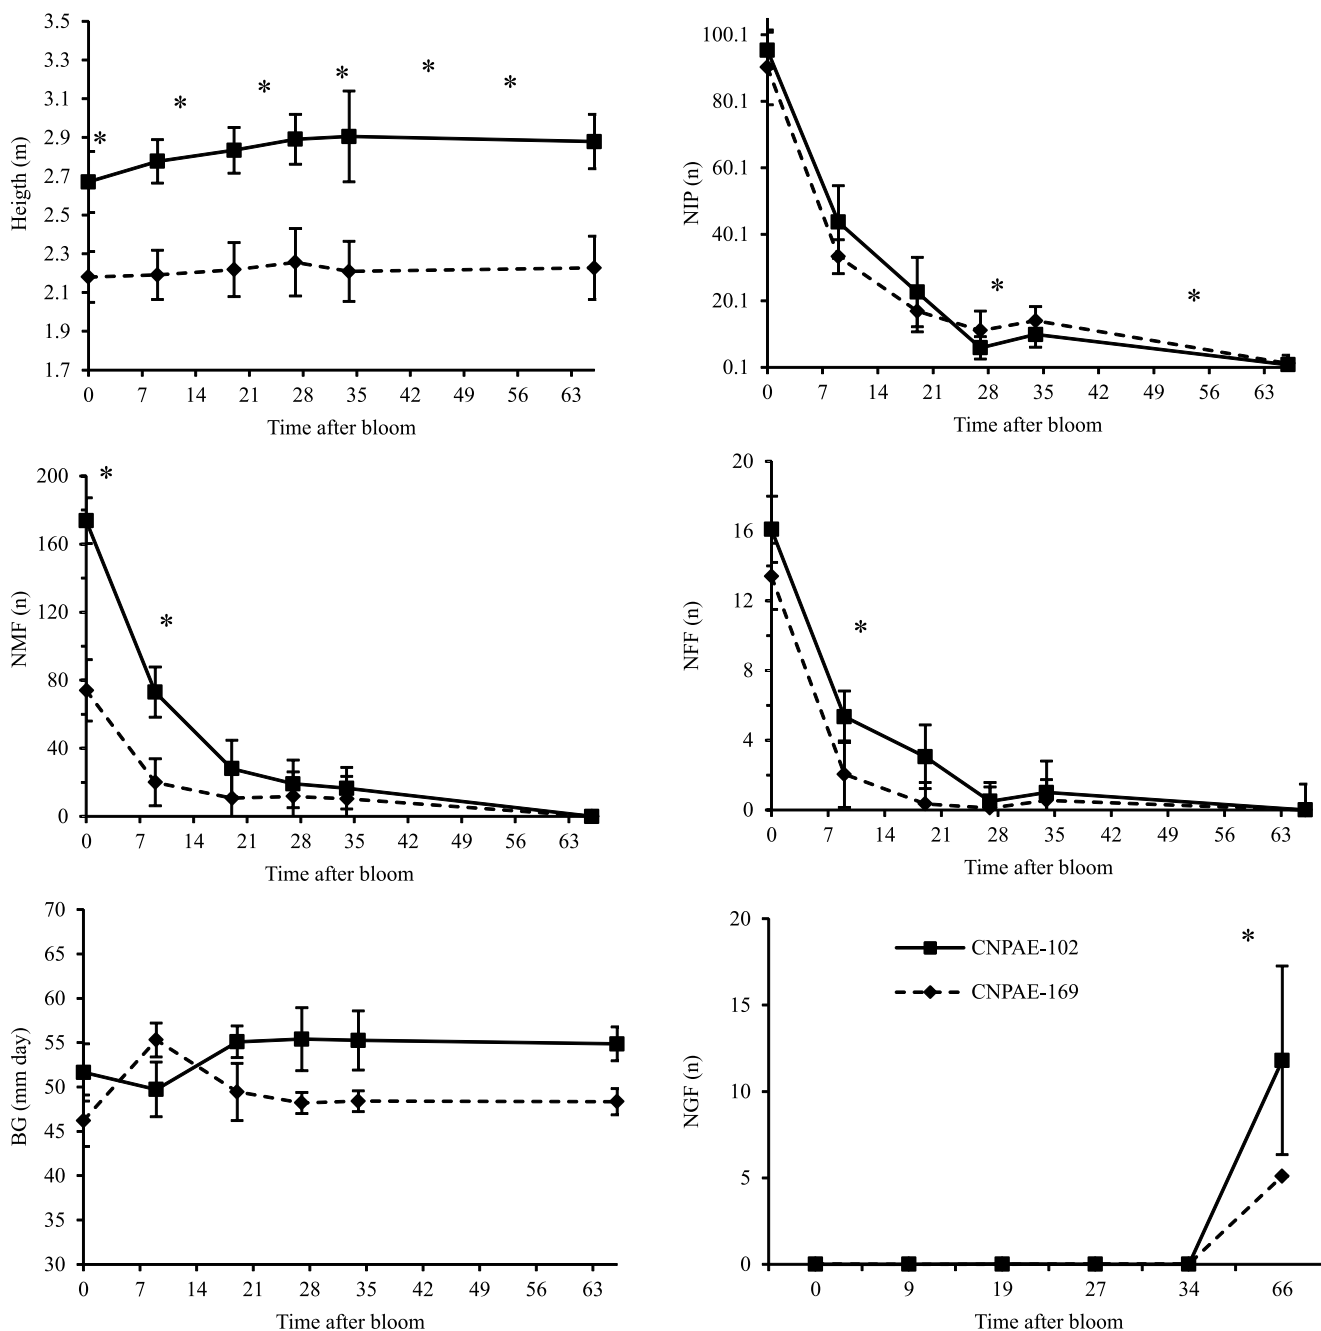 3.5
3.3
3.1
2.9
2.7
2.5
2.3
2.1
1.9
1.7
Heigth (m)
* * * * * *
0 7 14 21 28 35 42 49 56 63
Time after bloom
100.1
80.1
60.1
40.1
20.1
0.1
NIP (n)
* *
0 7 14 21 28 35 42 49 56 63
Time after bloom
200
160
120
80
40
0
NMF (n)
*
*
0 7 14 21 28 35 42 49 56 63
Time after bloom
20
16
12
8
4
0
NFF (n)
*
0 7 14 21 28 35 42 49 56 63
Time after bloom
70
65
60
55
50
45
40
35
30
BG (mm day)
0 7 14 21 28 35 42 49 56 63
Time after bloom
20
15
10
5
0
NGF (n)
*
CNPAE-102
CNPAE-169
0 9 19 27 34 66
Time after bloom